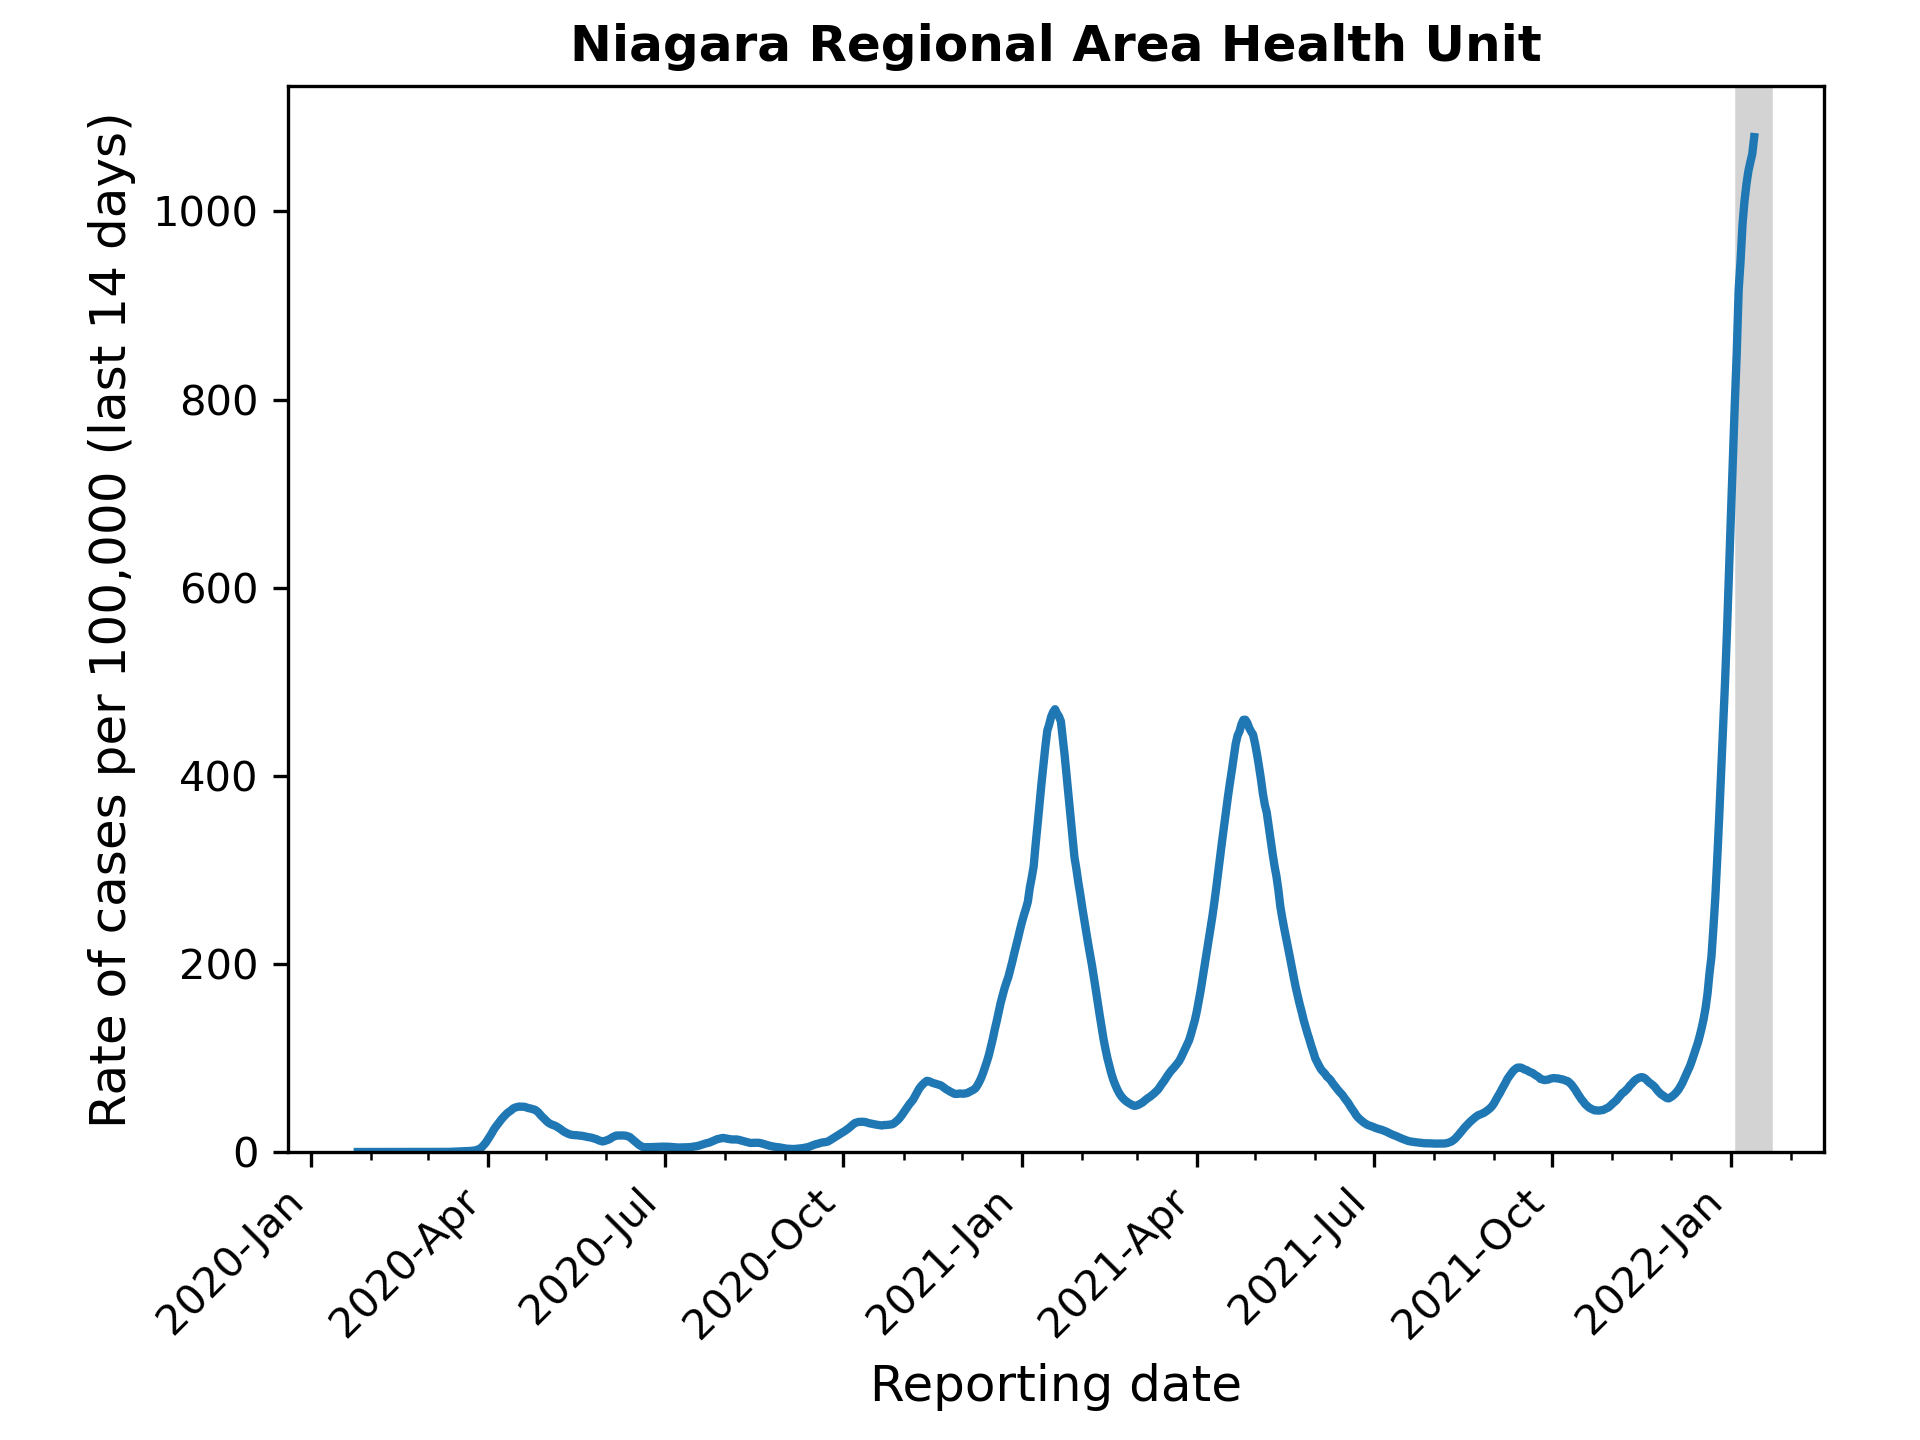 Niagara Regional Area Health Unit
Rate of cases per 100,000 (last 14 days)
1000
800
600
400
200
0
2020-Jan
2020-Apr
2020-Jul
2020-Oct
2021-Jan
2021-Apr
2021-Jul
2021-Oct
2022-Jan
Reporting date